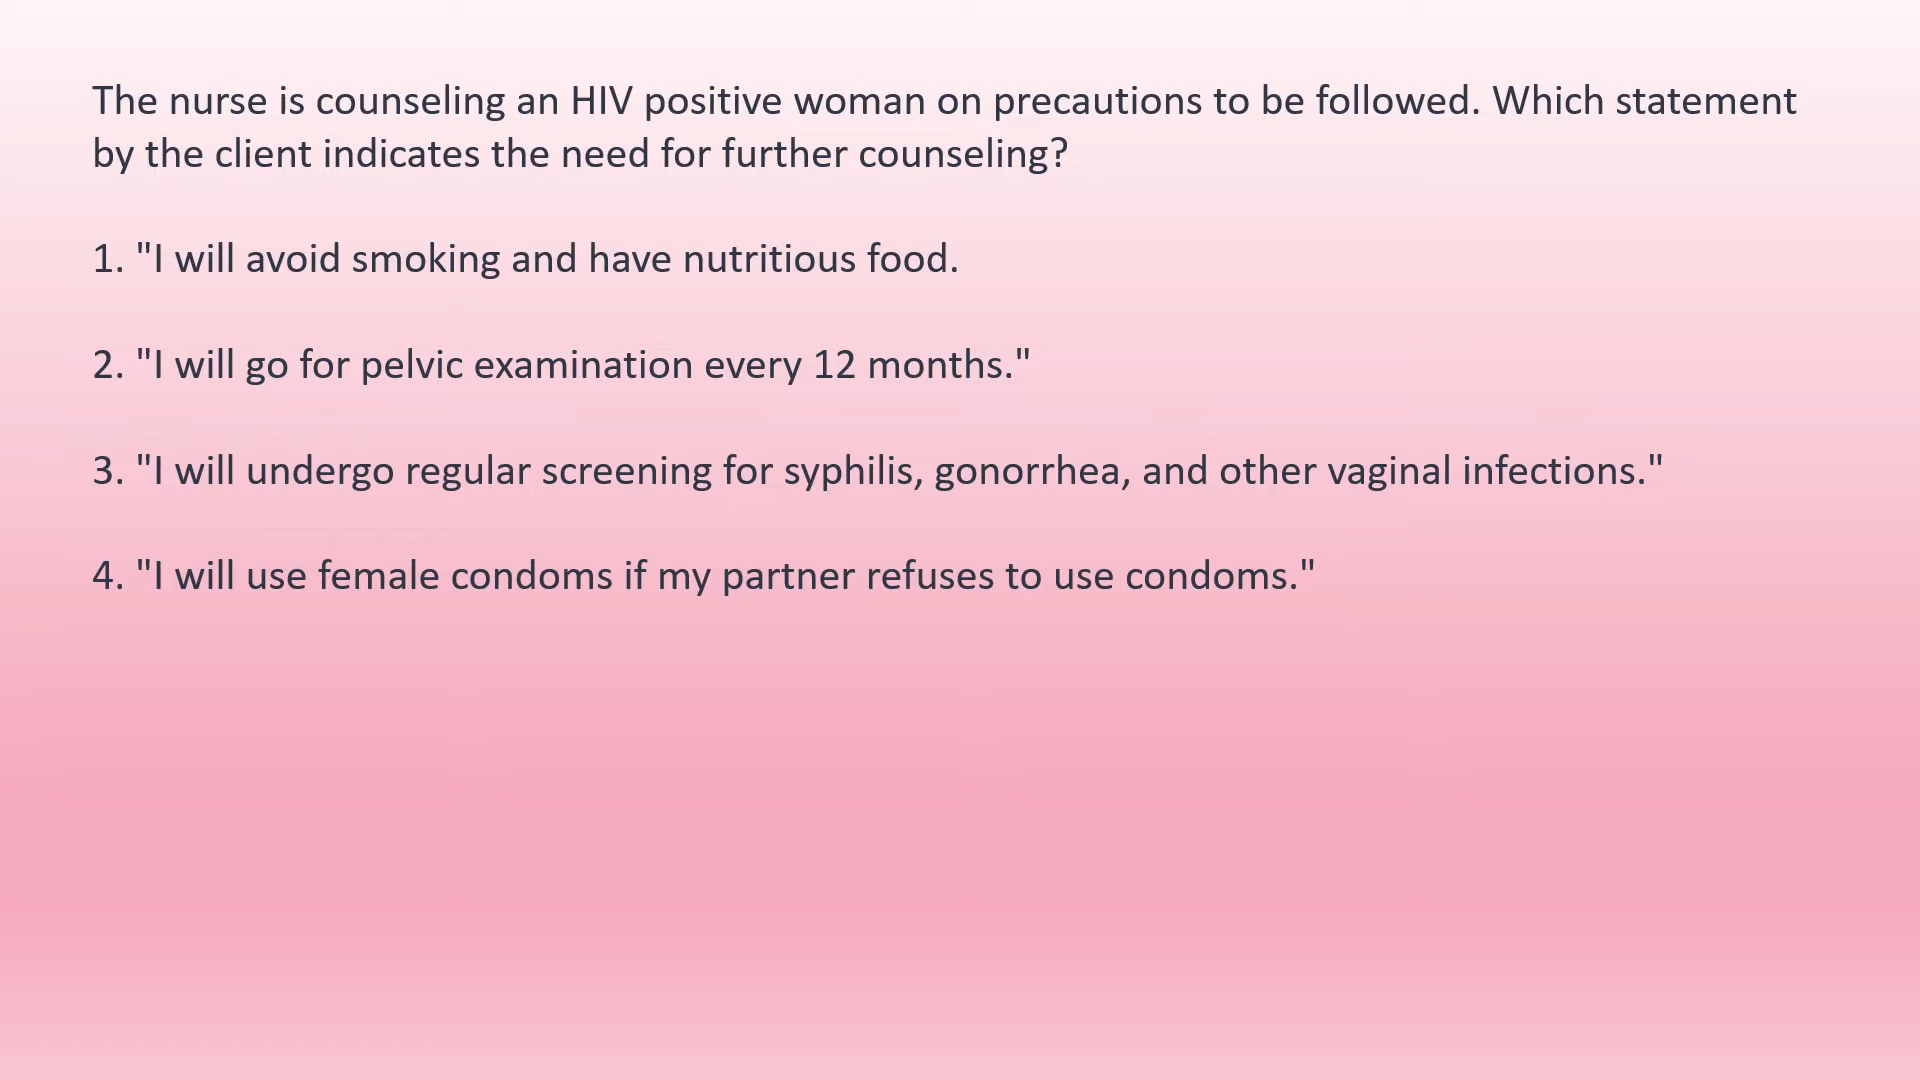 The nurse is counseling an HIV positive woman on precautions to be followed. Which statement
by the client indicates the need for further counseling?
1. "I will avoid smoking and have nutritious food.
2. "I will go for pelvic examination every 12 months."
3. "I will undergo regular screening for syphilis, gonorrhea, and other vaginal infections."
4. "I will use female condoms if my partner refuses to use condoms."